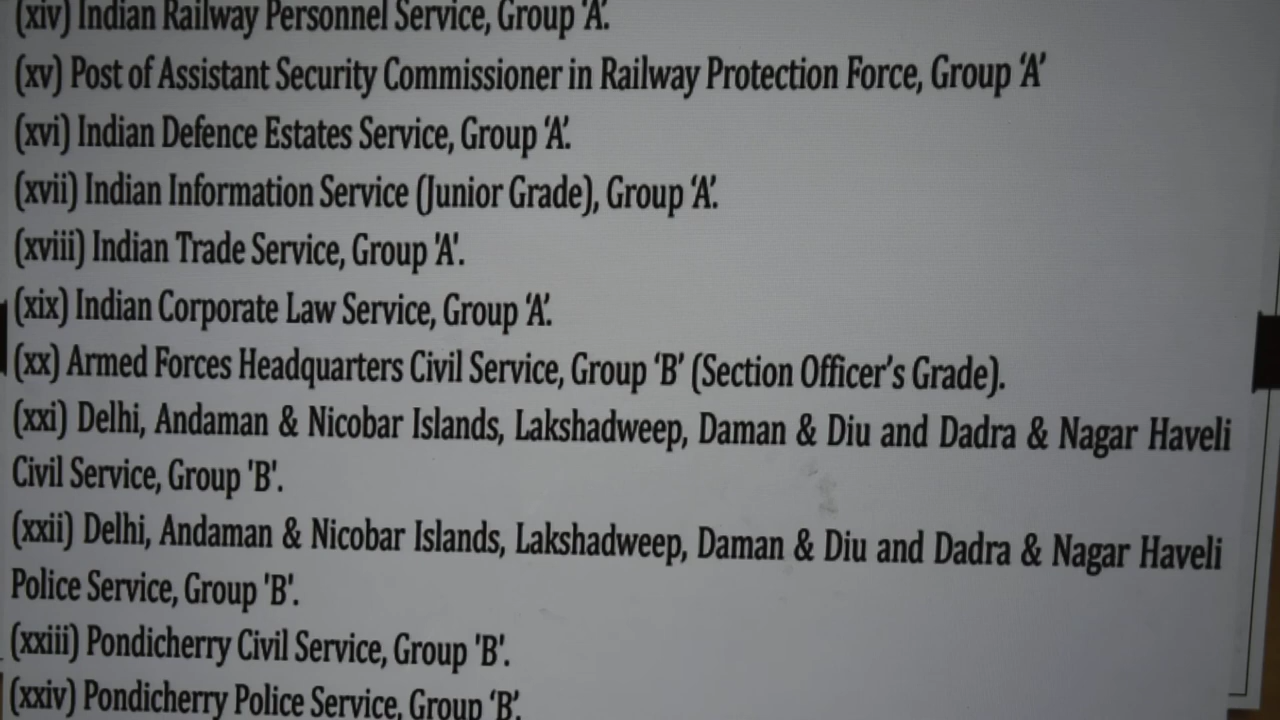 (xiv) Indian Railway Personnel Service, Group 'A'.
(xv) Post of Assistant Security Commissioner in Railway Protection Force, Group ‘A’
(xvi) Indian Defence Estates Service, Group ‘A’.
(xvii) Indian Information Service (Junior Grade), Group ‘A’.
(xviii) Indian Trade Service, Group 'A'.
(xix) Indian Corporate Law Service, Group ‘A’.
(xx) Armed Forces Headquarters Civil Service, Group ‘B’ (Section Officer’s Grade).
(xxi) Delhi, Andaman & Nicobar Islands, Lakshadweep, Daman & Diu and Dadra & Nagar Haveli
Civil Service, Group 'B'.
(xxii) Delhi, Andaman & Nicobar Islands, Lakshadweep, Daman & Diu and Dadra & Nagar Haveli
Police Service, Group 'B'.
(xxiii) Pondicherry Civil Service, Group 'B'.
(xxiv) Pondicherry Police Service, Group ‘B’.